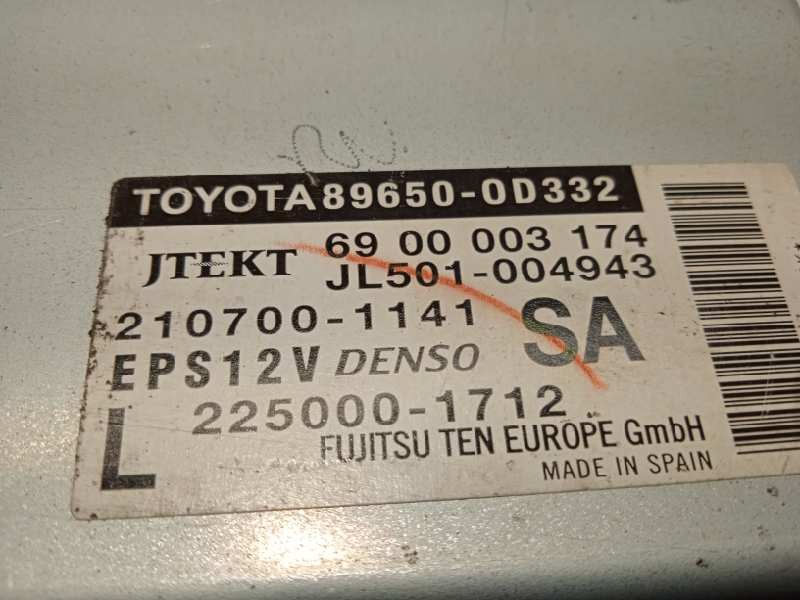 TOYOTA 89650-0D332
JTEKT 69 00 003 174
JL501-004943
210700-1141 SA
EPS12V DENSO
L 225000-1712
FUJITSU TEN EUROPE GmbH
MADE IN SPAIN